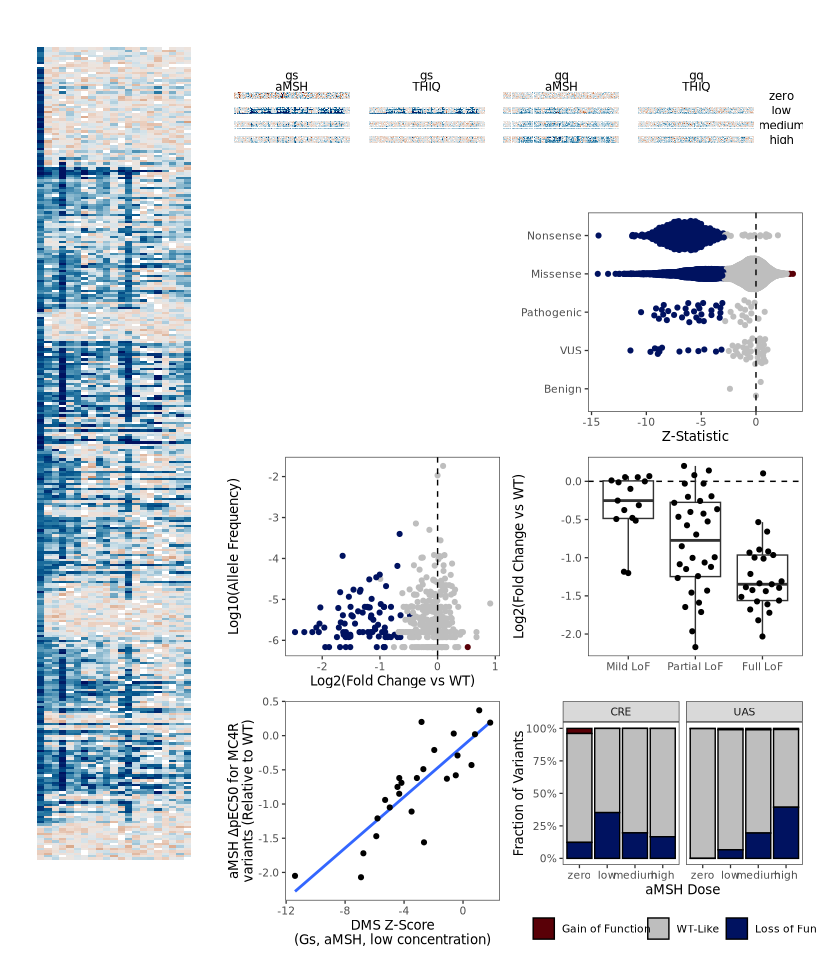 gs gs gq gq
aMSH THIQ aMSH THIQ
zero
low
medium
high
Nonsense
Missense
Pathogenic
VUS
Benign
-15 -10 -5 0
Z-Statistic
Log10(Allele Frequency)
-2
-3
-4
-5
-6
-2 -1 0 1
Log2(Fold Change vs WT)
Log2(Fold Change vs WT)
0.0
-0.5
-1.0
-1.5
-2.0
Mild LoF Partial LoF Full LoF
aMSH ΔpEC50 for MC4R
variants (Relative to WT)
0.5
0.0
-0.5
-1.0
-1.5
-2.0
-12 -8 -4 0
DMS Z-Score
(Gs, aMSH, low concentration)
CRE UAS
Fraction of Variants
100%
75%
50%
25%
0%
zero low medium high zero low medium high
aMSH Dose
Gain of Function WT-Like Loss of Fun